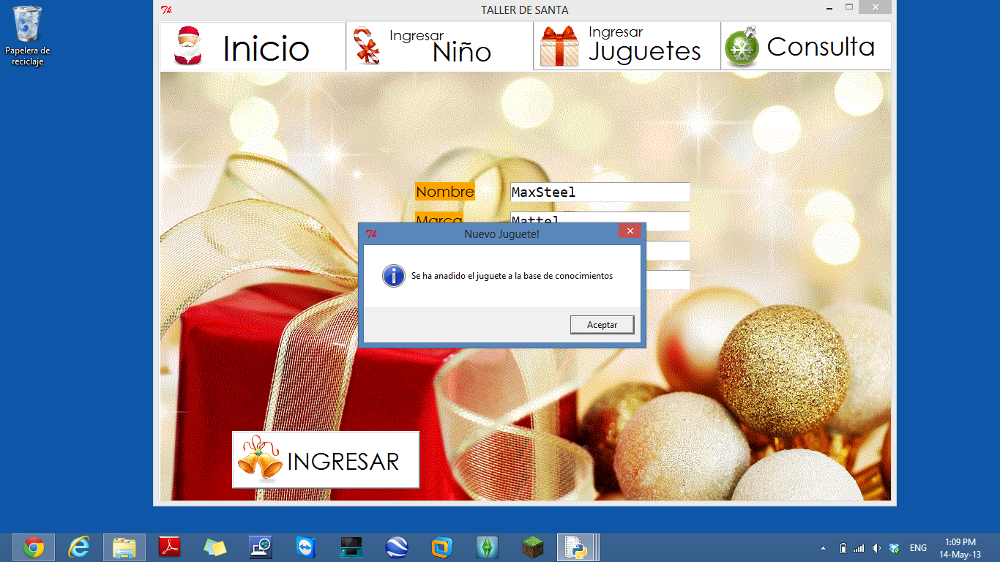 TALLER DE SANTA
Papelera de
reciclaje
Inicio
Ingresar
Niño
Ingresar
Juguetes
Consulta
Nombre
MaxSteel
Marca
Mattel
Nuevo Juguete!
Se ha anadido el juguete a la base de conocimientos
Aceptar
INGRESAR
ENG
1:09 PM
14-May-13